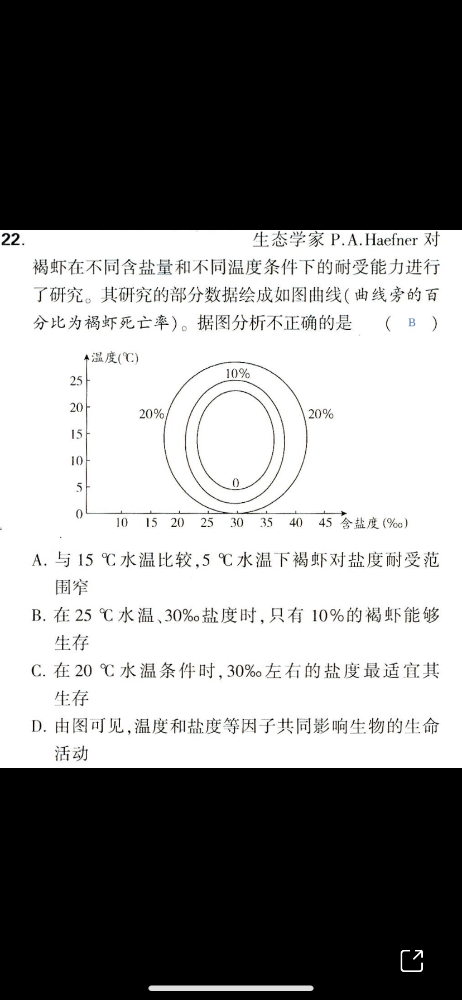 22.
生态学家 P.A.Haefner 对
褐虾在不同含盐量和不同温度条件下的耐受能力进行
了研究。其研究的部分数据绘成如图曲线(曲线旁的百
分比为褐虾死亡率)。据图分析不正确的是 ( B )
温度(℃)
25
20
15
10
5
0
10%
20%
20%
0
10 15 20 25 30 35 40 45 含盐度(‰)
A. 与 15 ℃水温比较,5 ℃水温下褐虾对盐度耐受范
围窄
B. 在 25 ℃水温、30‰盐度时,只有 10%的褐虾能够
生存
C. 在 20 ℃水温条件时,30‰左右的盐度最适宜其
生存
D. 由图可见,温度和盐度等因子共同影响生物的生命
活动